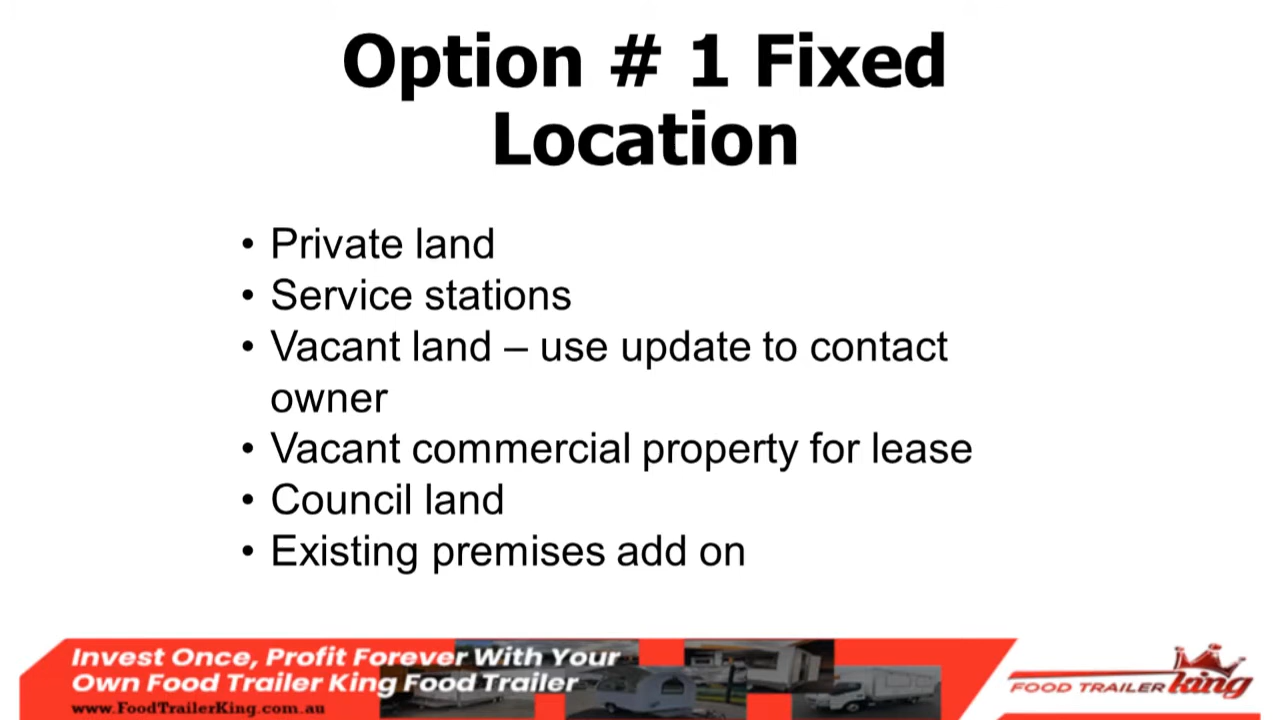 Option # 1 Fixed
Location
• Private land
• Service stations
• Vacant land – use update to contact
owner
• Vacant commercial property for lease
• Council land
• Existing premises add on
Invest Once, Profit Forever With Your
Own Food Trailer King Food Trailer
www.FoodTrailerKing.com.au
FOOD TRAILER king